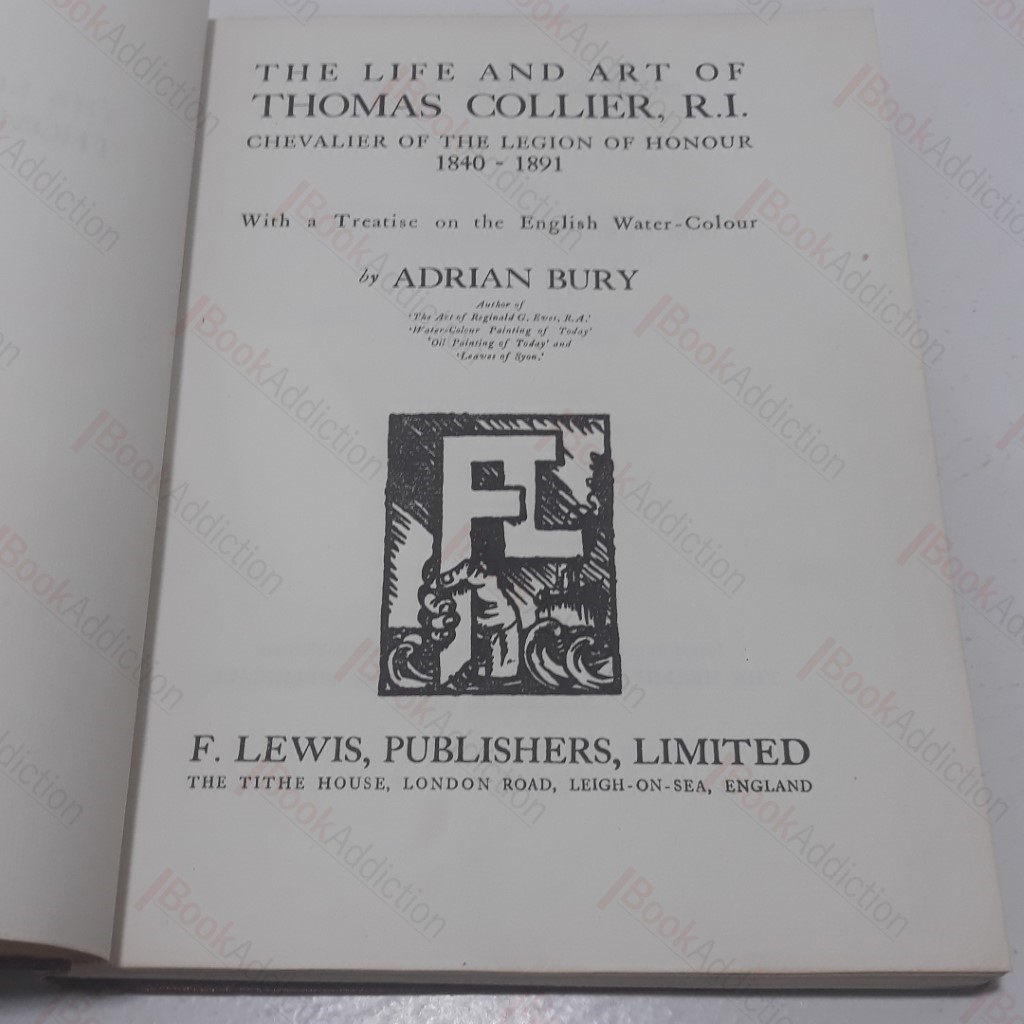 THE LIFE AND ART OF
THOMAS COLLIER, R.I.
CHEVALIER OF THE LEGION OF HONOUR
1840 - 1891
With a Treatise on the English Water-Colour
by ADRIAN BURY
Author of
'The Art of Reginald G. Eves, R.A.'
'Water-Colour Painting of Today'
'Oil Painting of Today' and
'Leaves of Syon.'
FL
F. LEWIS, PUBLISHERS, LIMITED
THE TITHE HOUSE, LONDON ROAD, LEIGH-ON-SEA, ENGLAND
BookAddiction